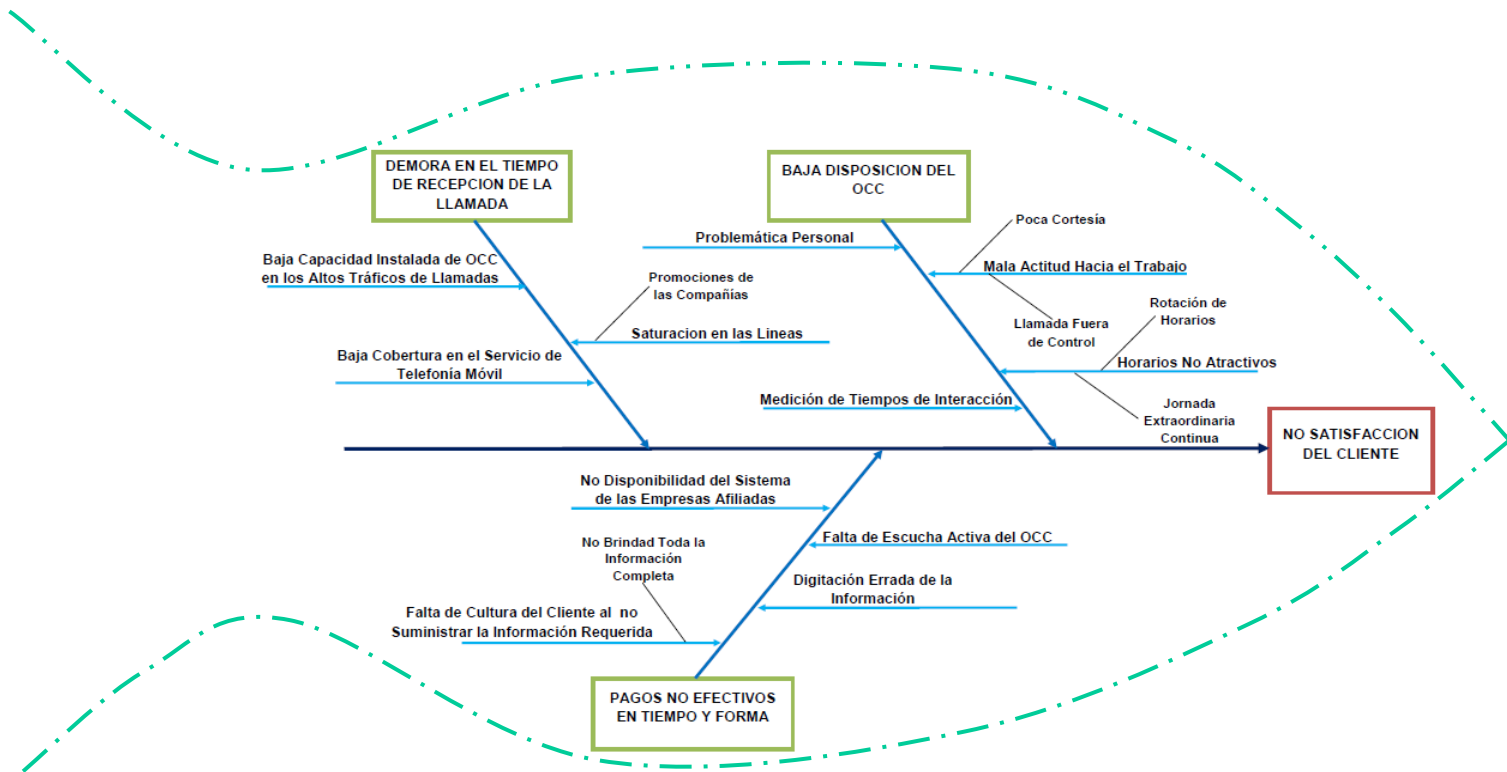 DEMORA EN EL TIEMPO
DE RECEPCION DE LA
LLAMADA
BAJA DISPOSICION DEL
OCC
Poca Cortesía
Problemática Personal
Baja Capacidad Instalada de OCC
en los Altos Tráficos de Llamadas
Mala Actitud Hacia el Trabajo
Promociones de
las Compañías
Rotación de
Horarios
Llamada Fuera
de Control
Saturacion en las Lineas
Baja Cobertura en el Servicio de
Telefonía Móvil
Horarios No Atractivos
Medición de Tiempos de Interacción
Jornada
Extraordinaria
Continua
NO SATISFACCION
DEL CLIENTE
No Disponibilidad del Sistema
de las Empresas Afiliadas
Falta de Escucha Activa del OCC
No Brindad Toda la
Información
Completa
Digitación Errada de la
Información
Falta de Cultura del Cliente al no
Suministrar la Información Requerida
PAGOS NO EFECTIVOS
EN TIEMPO Y FORMA